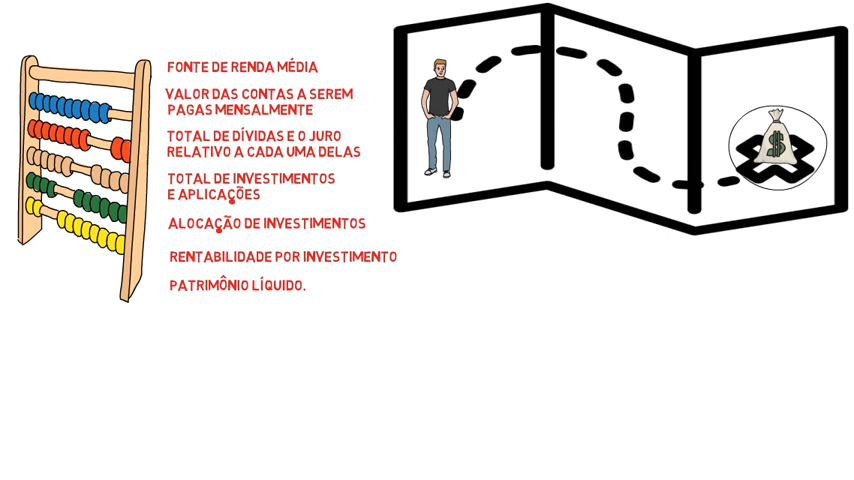 FONTE DE RENDA MÉDIA
VALOR DAS CONTAS A SEREM
PAGAS MENSALMENTE
TOTAL DE DÍVIDAS E O JURO
RELATIVO A CADA UMA DELAS
TOTAL DE INVESTIMENTOS
E APLICAÇÕES
ALOCAÇÃO DE INVESTIMENTOS
RENTABILIDADE POR INVESTIMENTO
PATRIMÔNIO LÍQUIDO.
$